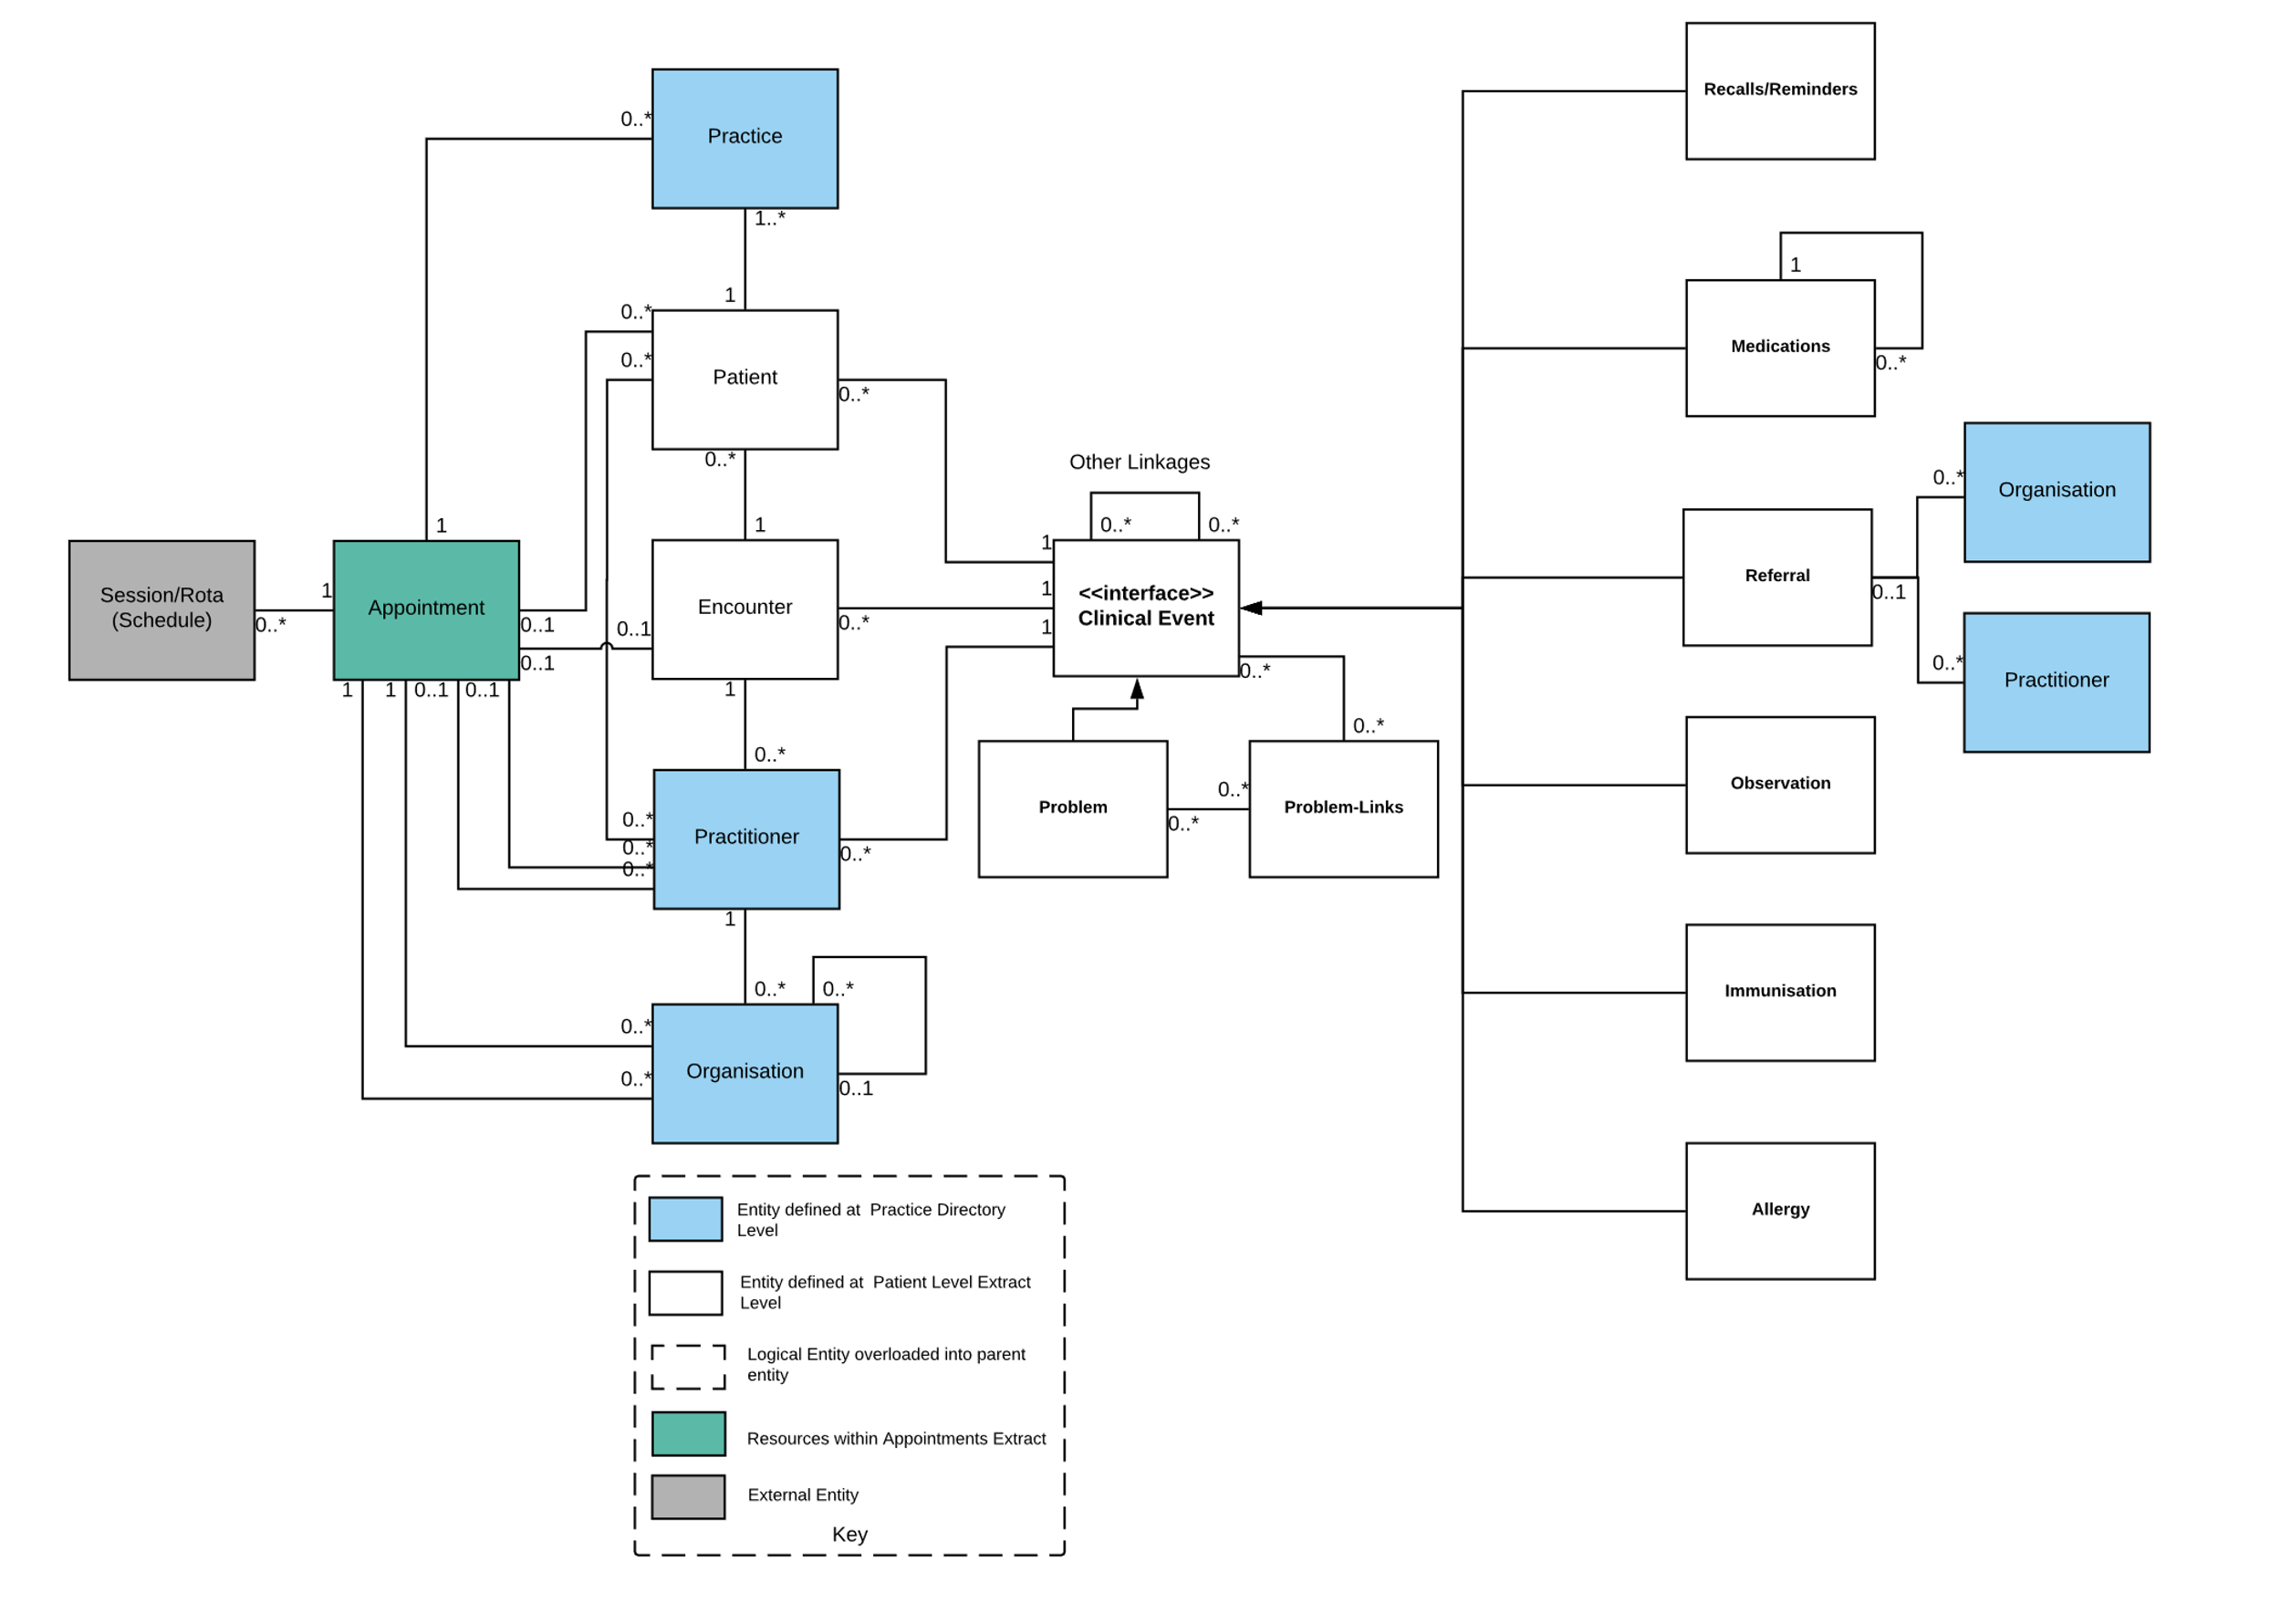 Recalls/Reminders
0..*
Practice
1..*
1
0..*
Medications
0..*
1
0..*
0..*
Patient
0..*
0..*
1
Other Linkages
0..*
0..*
<<interface>>
Clinical Event
1
1
1
0..*
Organisation
0..*
Referral
0..1
Practitioner
0..*
Session/Rota
(Schedule)
0..*
1
Appointment
1
0..1
0..1
0..1
1
1
0..1
0..1
Encounter
0..*
1
0..*
0..*
Problem
0..*
0..*
Problem-Links
Observation
0..*
0..*
0..*
Practitioner
0..*
1
0..*
0..*
Immunisation
0..*
0..*
Organisation
0..1
Allergy
Entity defined at  Practice Directory
Level
Entity defined at  Patient Level Extract
Level
Logical Entity overloaded into parent
entity
Resources within Appointments Extract
External Entity
Key